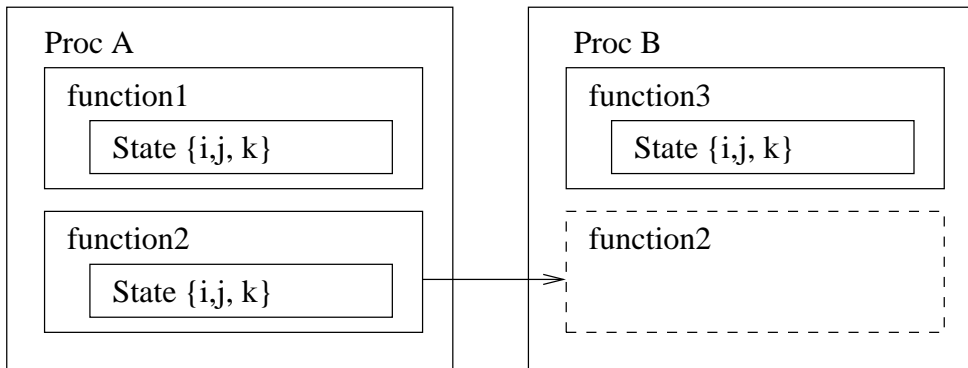 Proc A
function1
State {i,j, k}
function2
State {i,j, k}
Proc B
function3
State {i,j, k}
function2